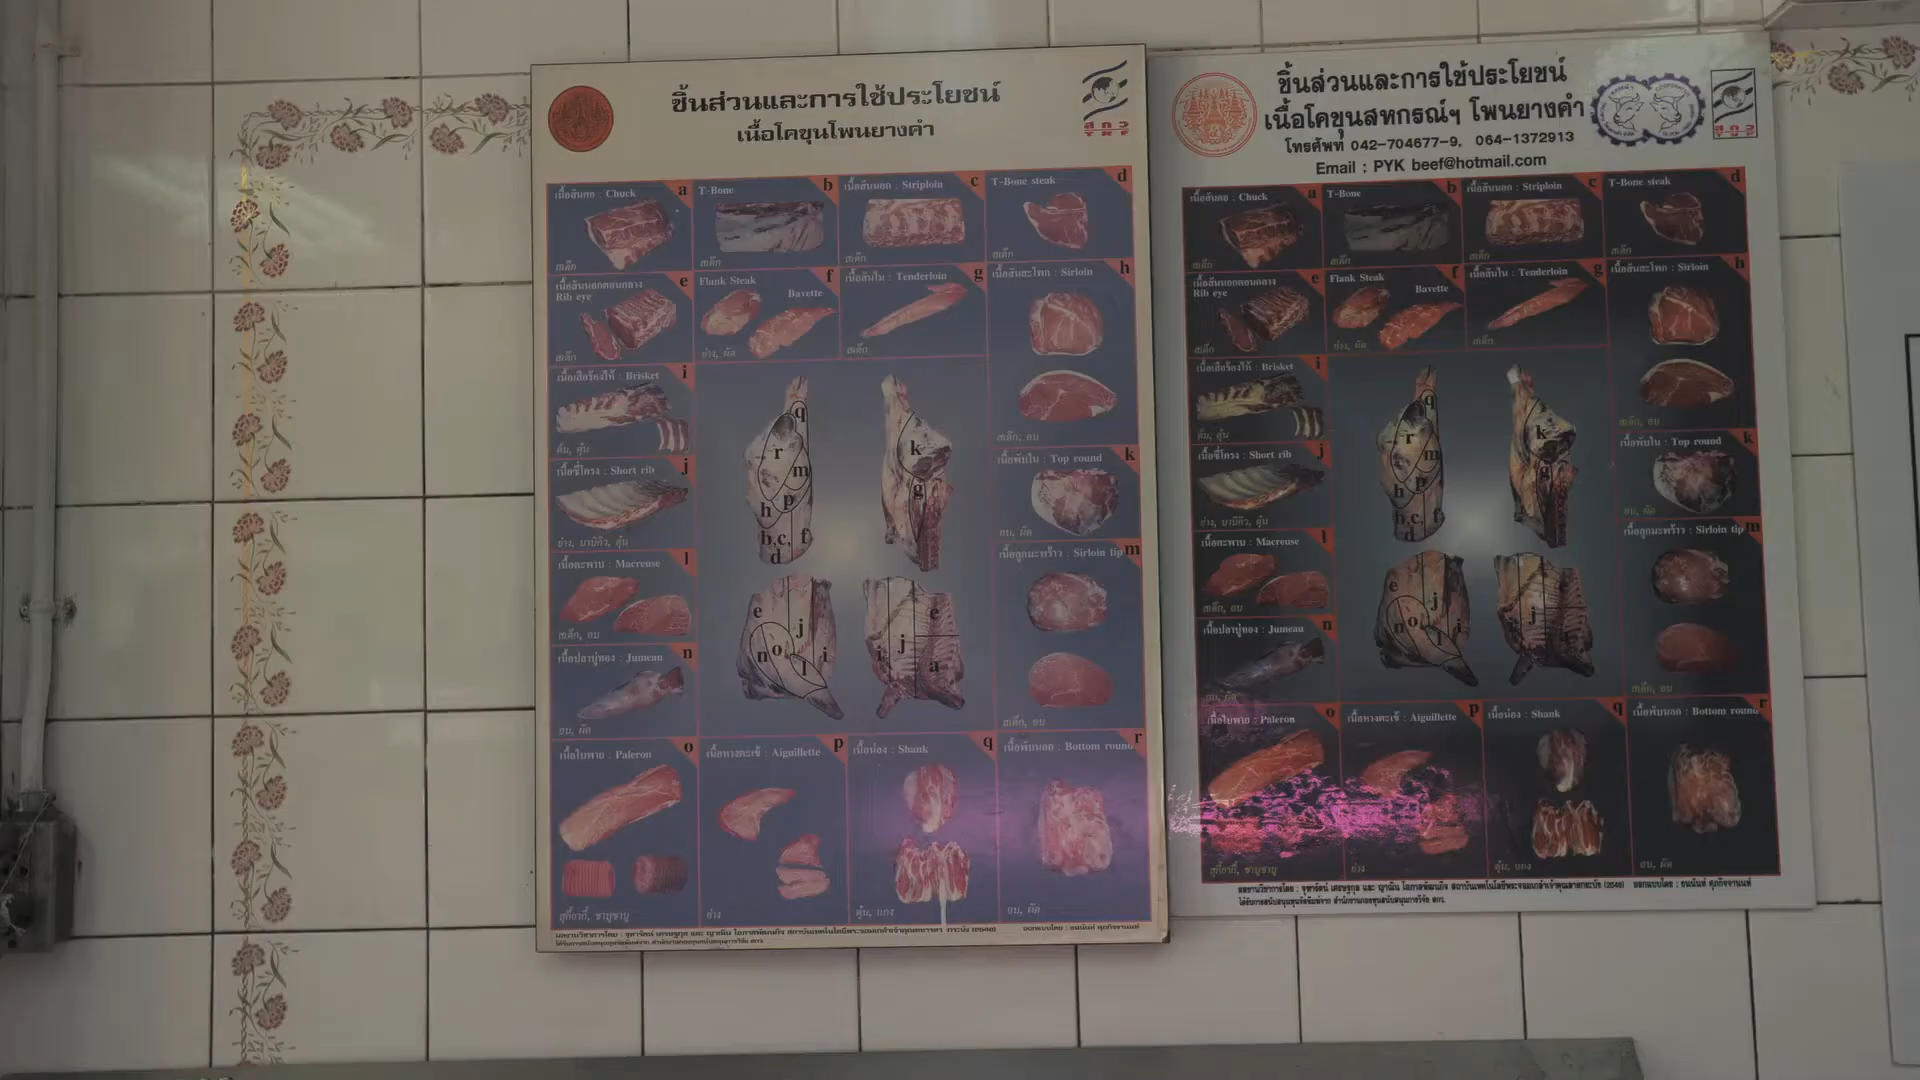 ชิ้นส่วนและการใช้ประโยชน์
เนื้อโคขุนโพนยางคำ
สกว
TRF
เนื้อสันคอ : Chuck a
สเต๊ก
T-Bone b
เนื้อสันนอก : Striploin c
สเต๊ก
T-Bone steak d
สเต๊ก
เนื้อสันนอกตอนกลาง e
Rib eye
สเต๊ก
Flank Steak f
Bavette
ย่าง, ผัด
เนื้อสันใน : Tenderloin g
สเต๊ก
เนื้อสันสะโพก : Sirloin h
สเต๊ก, อบ
เนื้อเสือร้องไห้ : Brisket i
ต้ม, ตุ๋น
เนื้อซี่โครง : Short rib j
ย่าง, บาบีคิว, ตุ๋น
เนื้อพับใน : Top round k
อบ, ผัด
เนื้อตะพาบ : Macreuse l
สเต๊ก, อบ
เนื้อลูกมะพร้าว : Sirloin tip m
สเต๊ก, อบ
เนื้อปลาบู่ทอง : Jumeau n
อบ, ผัด
q
r
m
p
h
b,c,
f
d
k
g
e
j
n
o
i
l
e
j
i
a
เนื้อใบพาย : Paleron o
สุกี้ยากี้, ชาบูชาบู
เนื้อหางตะเข้ : Aiguillette p
ย่าง
เนื้อน่อง : Shank q
ตุ๋น, แกง
เนื้อพับนอก : Bottom round r
อบ, ผัด
ชิ้นส่วนและการใช้ประโยชน์
เนื้อโคขุนสหกรณ์ฯ โพนยางคำ
โทรศัพท์ 042-704677-9, 064-1372913
Email : PYK beef@hotmail.com
สกว
TRF
เนื้อสันคอ : Chuck a
สเต๊ก
T-Bone b
เนื้อสันนอก : Striploin c
สเต๊ก
T-Bone steak d
สเต๊ก
เนื้อสันนอกตอนกลาง e
Rib eye
สเต๊ก
Flank Steak f
Bavette
ย่าง, ผัด
เนื้อสันใน : Tenderloin g
สเต๊ก
เนื้อสันสะโพก : Sirloin h
สเต๊ก, อบ
เนื้อเสือร้องไห้ : Brisket i
ต้ม, ตุ๋น
เนื้อซี่โครง : Short rib j
ย่าง, บาบีคิว, ตุ๋น
เนื้อพับใน : Top round k
อบ, ผัด
เนื้อตะพาบ : Macreuse l
สเต๊ก, อบ
เนื้อลูกมะพร้าว : Sirloin tip m
สเต๊ก, อบ
เนื้อปลาบู่ทอง : Jumeau n
อบ, ผัด
q
r
m
p
h
b,c,
f
d
k
g
e
j
n
o
i
l
j
เนื้อใบพาย : Paleron o
สุกี้ยากี้, ชาบูชาบู
เนื้อหางตะเข้ : Aiguillette p
ย่าง
เนื้อน่อง : Shank q
ตุ๋น, แกง
เนื้อพับนอก : Bottom round r
อบ, ผัด